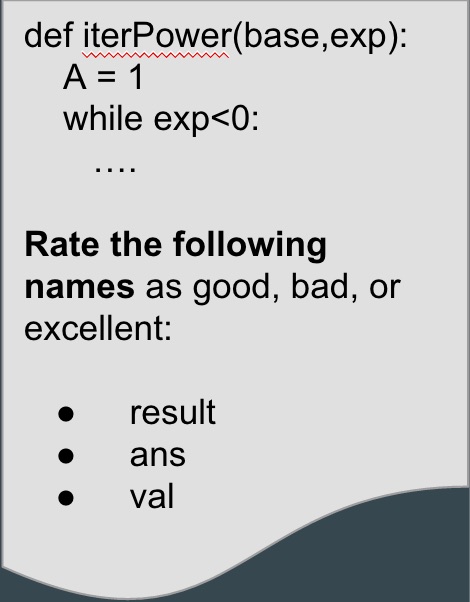 def iterPower(base,exp):
    A = 1
    while exp<0:
        ....
Rate the following
names as good, bad, or
excellent:
● result
● ans
● val